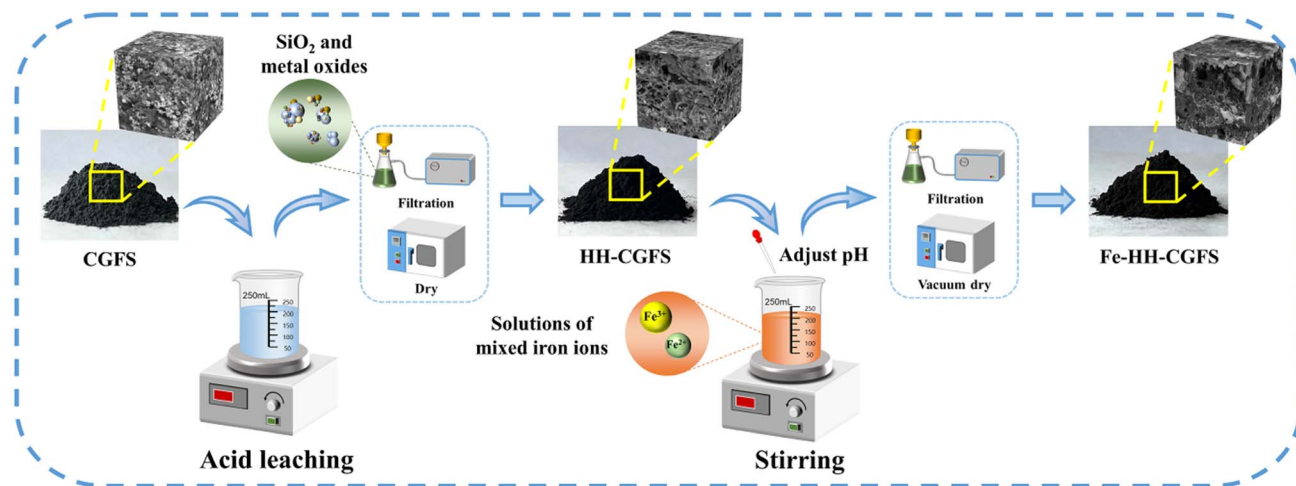 SiO₂ and
metal oxides
CGFS
Filtration
Dry
250mL
250
200
150
100
50
Acid leaching
HH-CGFS
Adjust pH
Solutions of
mixed iron ions
Fe³⁺
Fe²⁺
250mL
250
200
150
100
50
Stirring
Filtration
Vacuum dry
Fe-HH-CGFS